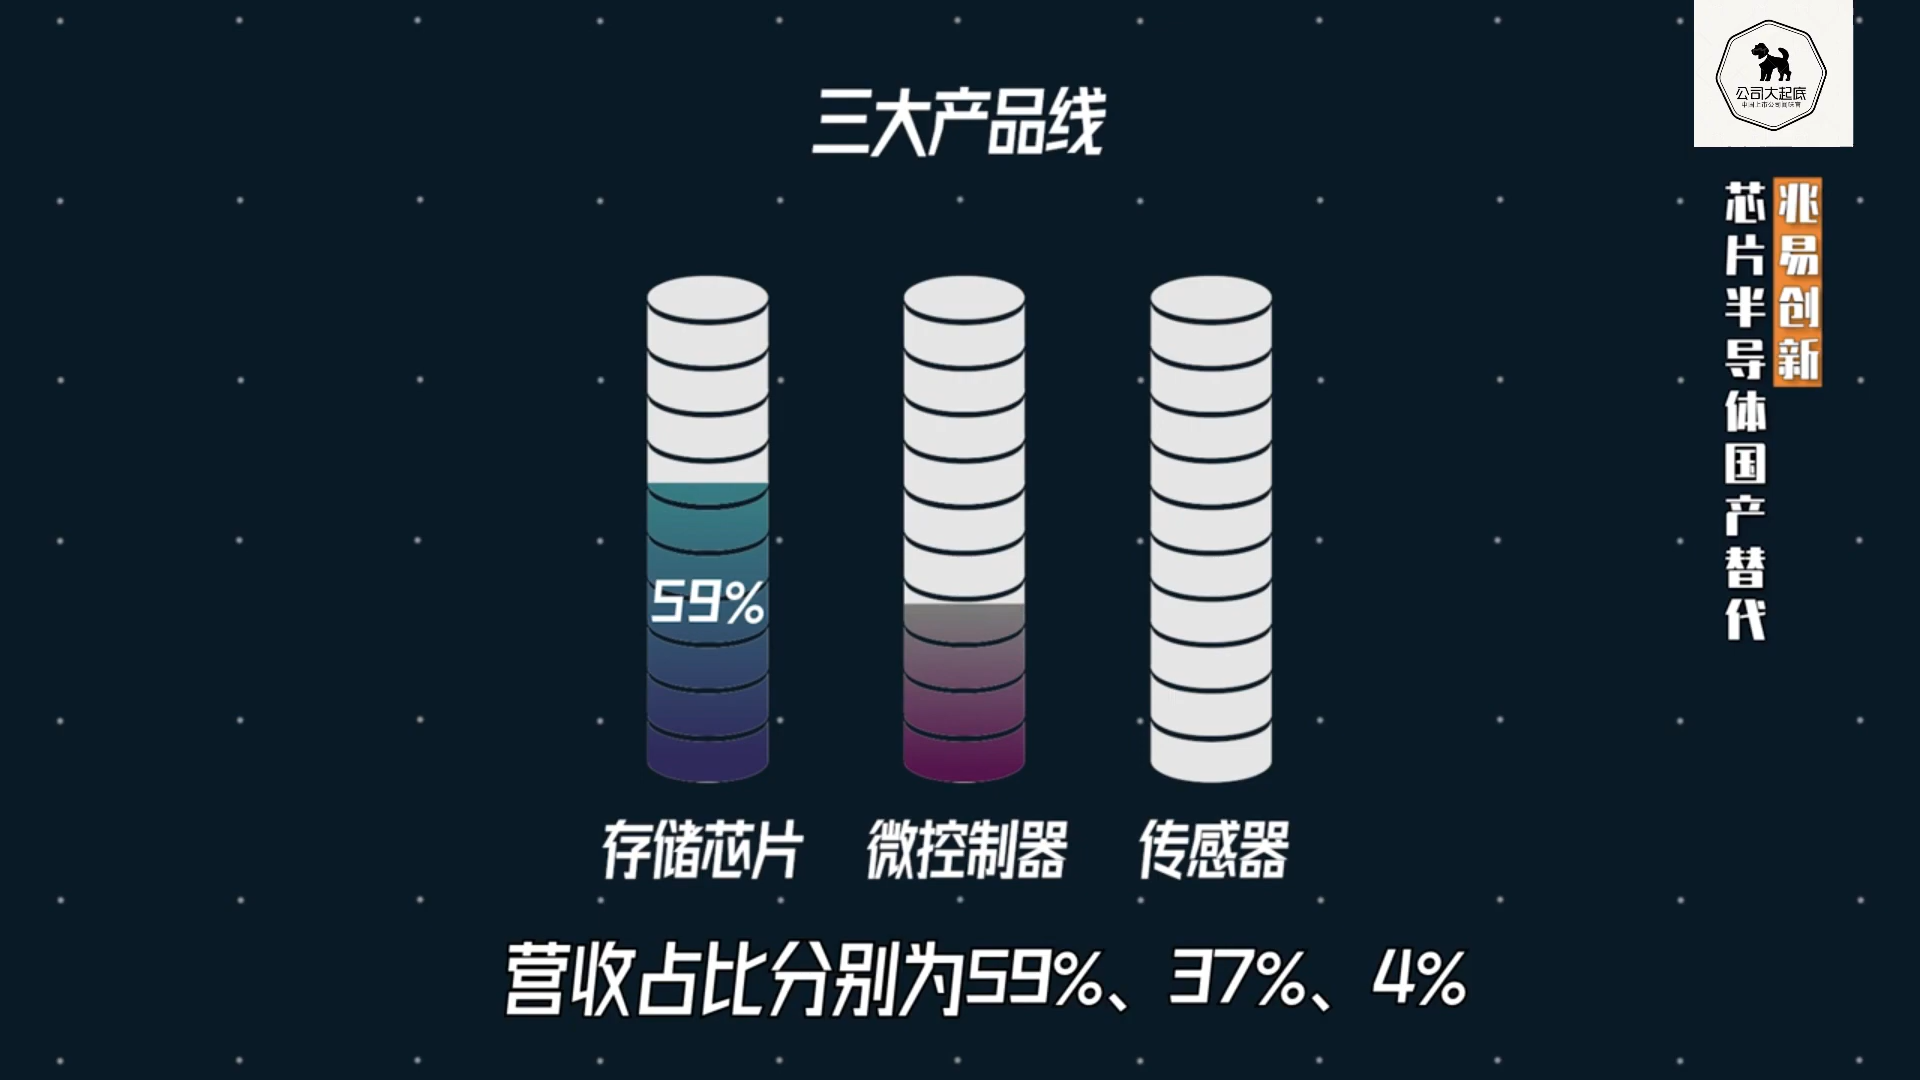 三大产品线
公司大起底
兆易创新
芯片半导体国产替代
59%
存储芯片
微控制器
传感器
营收占比分别为59%、37%、4%